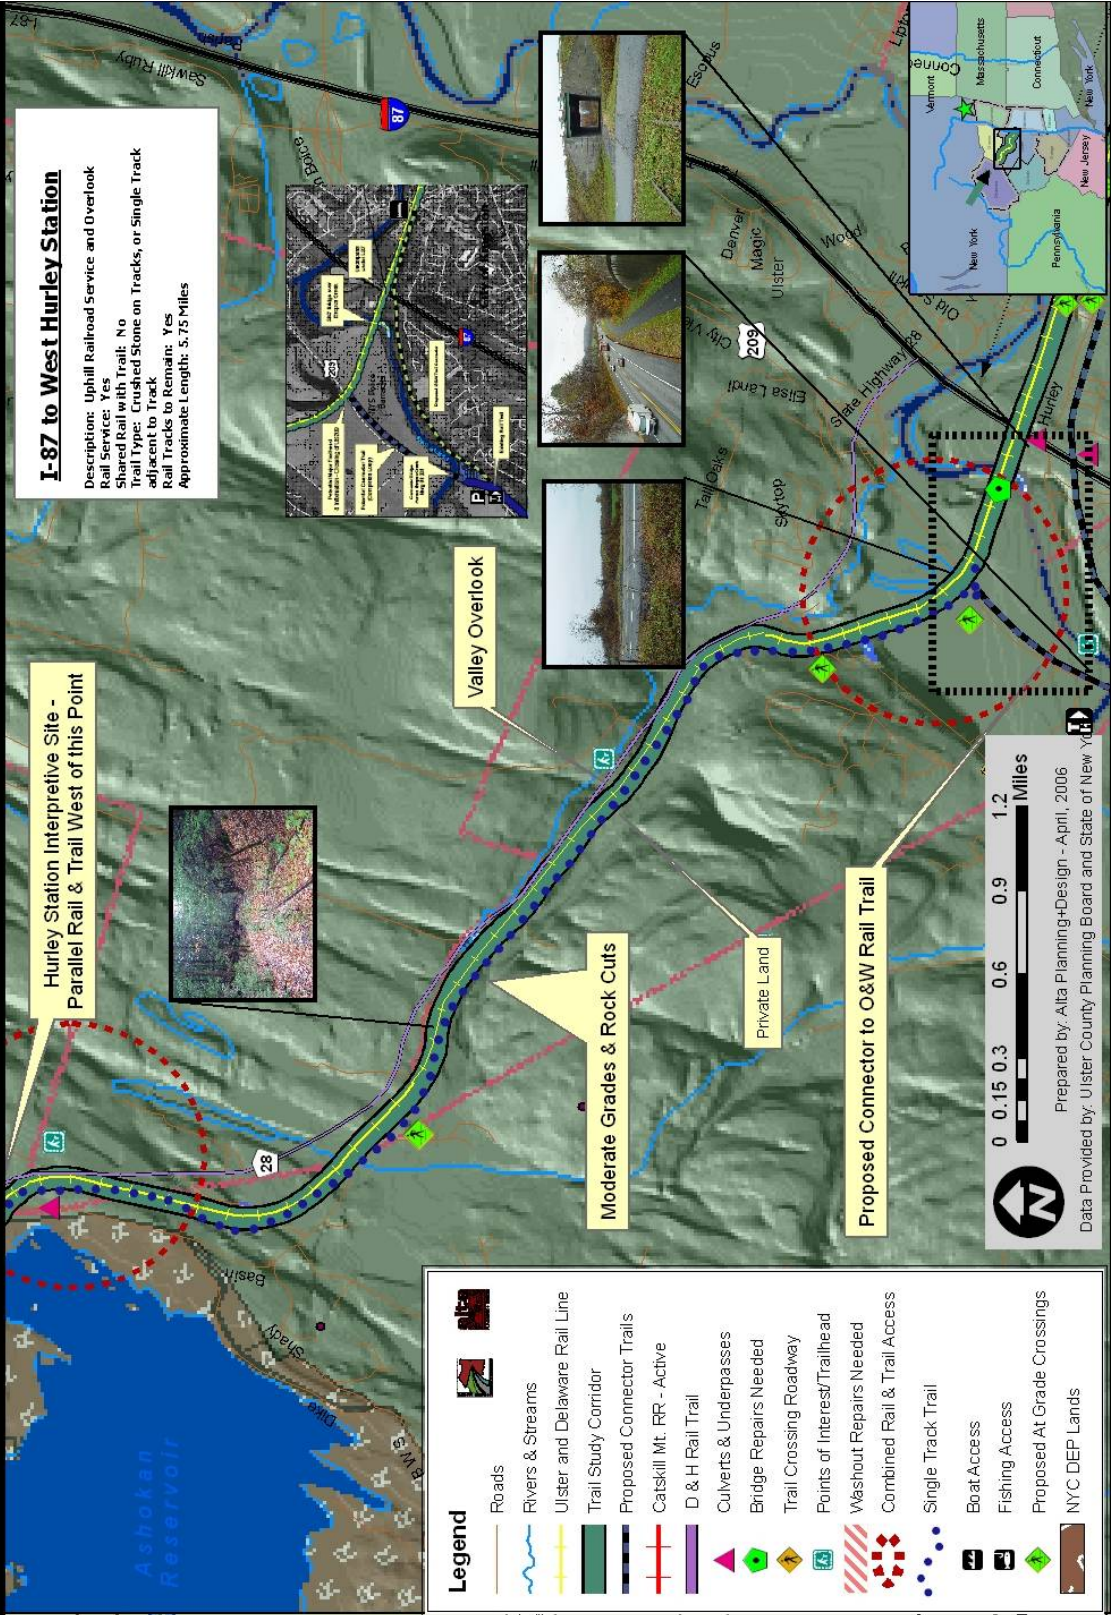 I-87 to West Hurley Station
Description: Uphill Railroad Service and Overlook
Rail Service: Yes
Shared Rail with Trail: No
Trail Type: Crushed Stone on Tracks, or Single Track
adjacent to Track
Rail Tracks to Remain: Yes
Approximate Length: 5.75 Miles
Hurley Station Interpretive Site -
Parallel Rail & Trail West of this Point
Valley Overlook
Moderate Grades & Rock Cuts
Private Land
Proposed Connector to O&W Rail Trail
Ashokan
Reservoir
Basin
Shady
Dike
B W S
28
I-87
Sawkill Ruby
87
Esopus
Denver
Magic
Ulster
Wood
City Vie
209
Elisa Landi
State Highway 28
Tall Oaks
Skytop
Hurley
Old S
Vermont
Massachusetts
Connecticut
New York
New York
New Jersey
Pennsylvania
0 0.15 0.3 0.6 0.9 1.2
Miles
N
Prepared by: Alta Planning+Design - April, 2006
Data Provided by: Ulster County Planning Board and State of New Yo
Legend
alta
Roads
Rivers & Streams
Ulster and Delaware Rail Line
Trail Study Corridor
Proposed Connector Trails
Catskill Mt. RR - Active
D & H Rail Trail
Culverts & Underpasses
Bridge Repairs Needed
Trail Crossing Roadway
Points of Interest/Trailhead
Washout Repairs Needed
Combined Rail & Trail Access
Single Track Trail
Boat Access
Fishing Access
Proposed At Grade Crossings
NYC DEP Lands